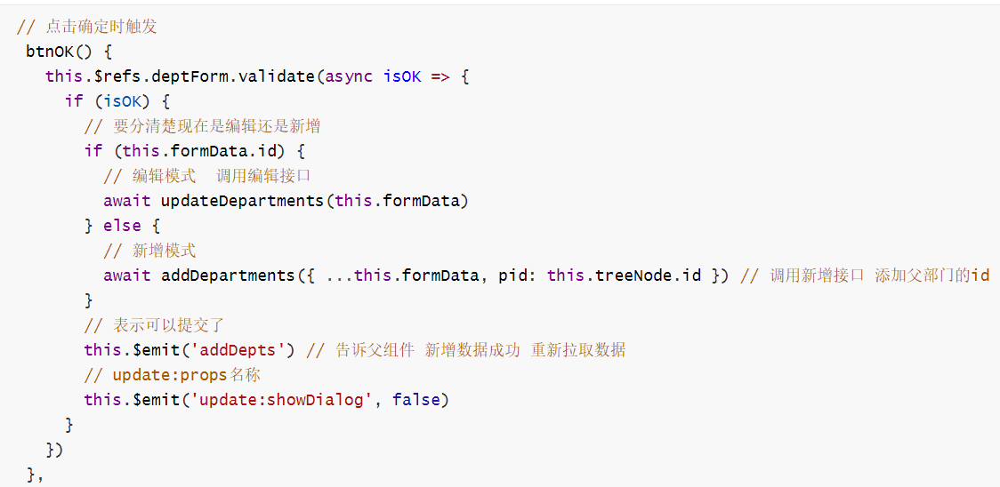 // 点击确定时触发
btnOK() {
this.$refs.deptForm.validate(async isOK => {
if (isOK) {
// 要分清楚现在是编辑还是新增
if (this.formData.id) {
// 编辑模式  调用编辑接口
await updateDepartments(this.formData)
} else {
// 新增模式
await addDepartments({ ...this.formData, pid: this.treeNode.id }) // 调用新增接口 添加父部门的id
}
// 表示可以提交了
this.$emit('addDepts') // 告诉父组件 新增数据成功 重新拉取数据
// update:props名称
this.$emit('update:showDialog', false)
}
})
},